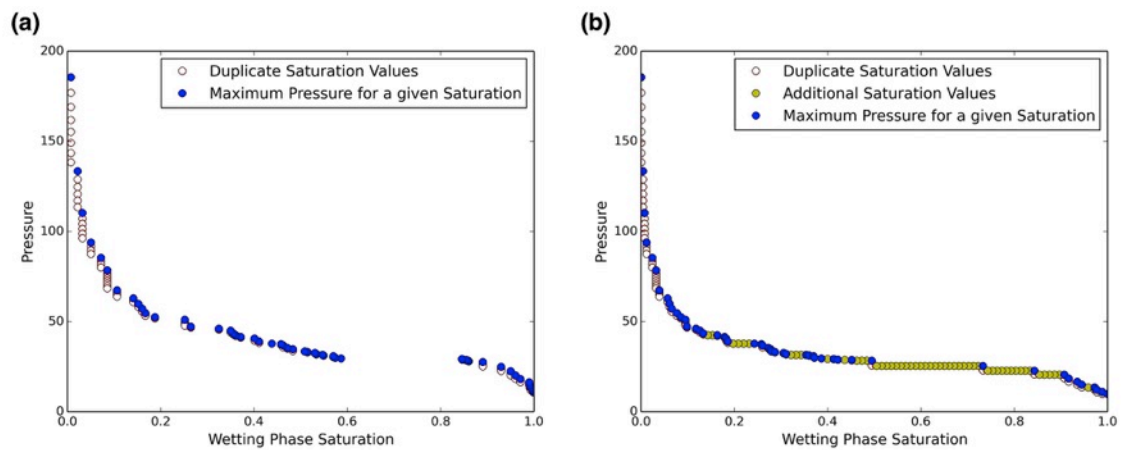 (a)
200
150
100
50
0
Pressure
Duplicate Saturation Values
Maximum Pressure for a given Saturation
0.0 0.2 0.4 0.6 0.8 1.0
Wetting Phase Saturation
(b)
200
150
100
50
0
Pressure
Duplicate Saturation Values
Additional Saturation Values
Maximum Pressure for a given Saturation
0.0 0.2 0.4 0.6 0.8 1.0
Wetting Phase Saturation